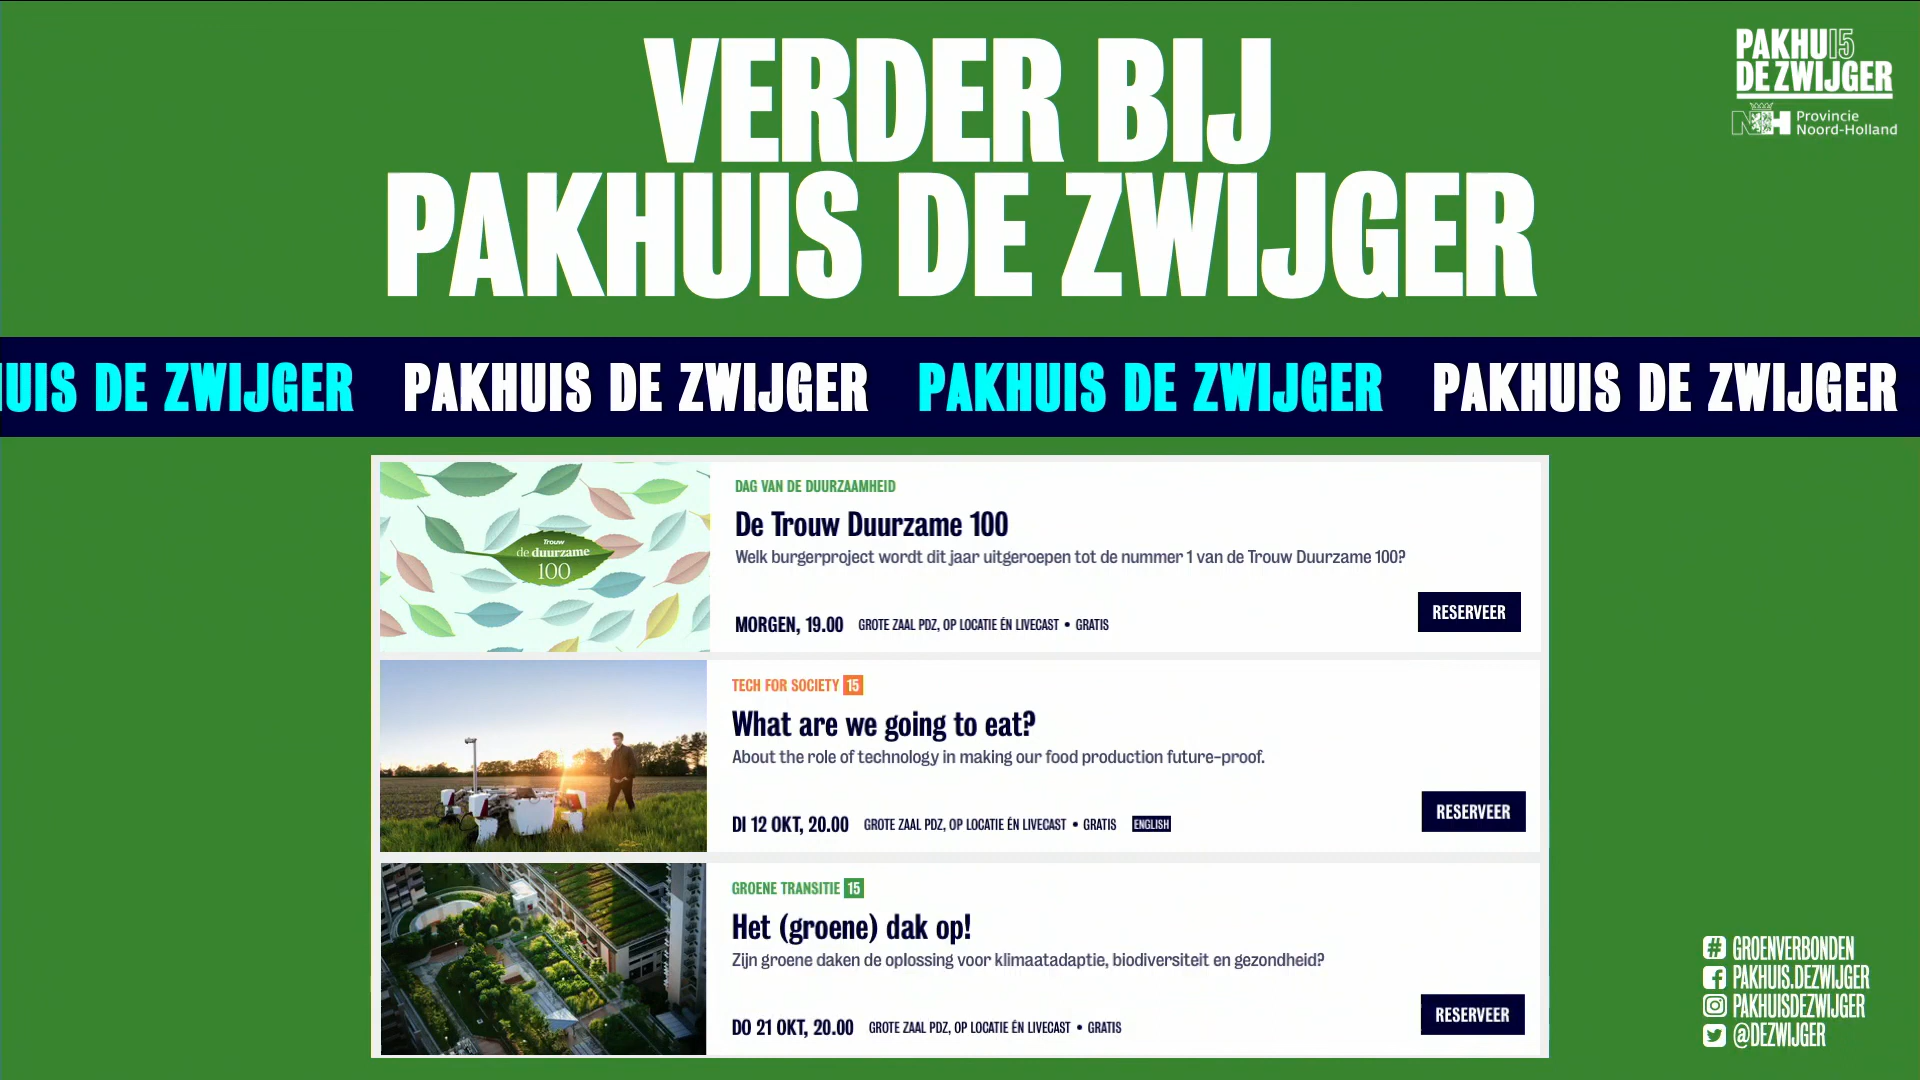 VERDER BIJ
PAKHUIS DE ZWIJGER
PAKHU15
DE ZWIJGER
NH Provincie
Noord-Holland
HUIS DE ZWIJGER PAKHUIS DE ZWIJGER PAKHUIS DE ZWIJGER PAKHUIS DE ZWIJGER
Trouw
de duurzame
100
DAG VAN DE DUURZAAMHEID
De Trouw Duurzame 100
Welk burgerproject wordt dit jaar uitgeroepen tot de nummer 1 van de Trouw Duurzame 100?
MORGEN, 19.00 GROTE ZAAL PDZ, OP LOCATIE ÉN LIVECAST • GRATIS
RESERVEER
TECH FOR SOCIETY 15
What are we going to eat?
About the role of technology in making our food production future-proof.
DI 12 OKT, 20.00 GROTE ZAAL PDZ, OP LOCATIE ÉN LIVECAST • GRATIS ENGLISH
RESERVEER
GROENE TRANSITIE 15
Het (groene) dak op!
Zijn groene daken de oplossing voor klimaatadaptie, biodiversiteit en gezondheid?
DO 21 OKT, 20.00 GROTE ZAAL PDZ, OP LOCATIE ÉN LIVECAST • GRATIS
RESERVEER
# GROENVERBONDEN
PAKHUIS.DEZWIJGER
PAKHUISDEZWIJGER
@DEZWIJGER